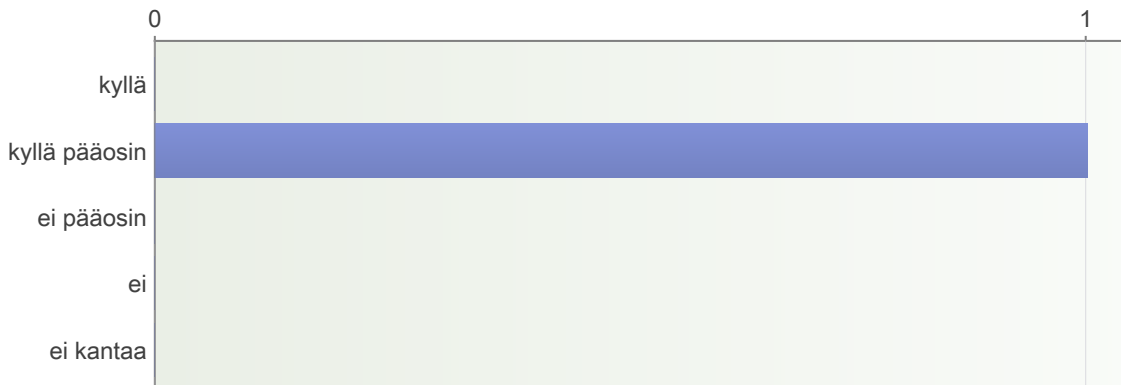 0 1
kyllä
kyllä pääosin
ei pääosin
ei
ei kantaa